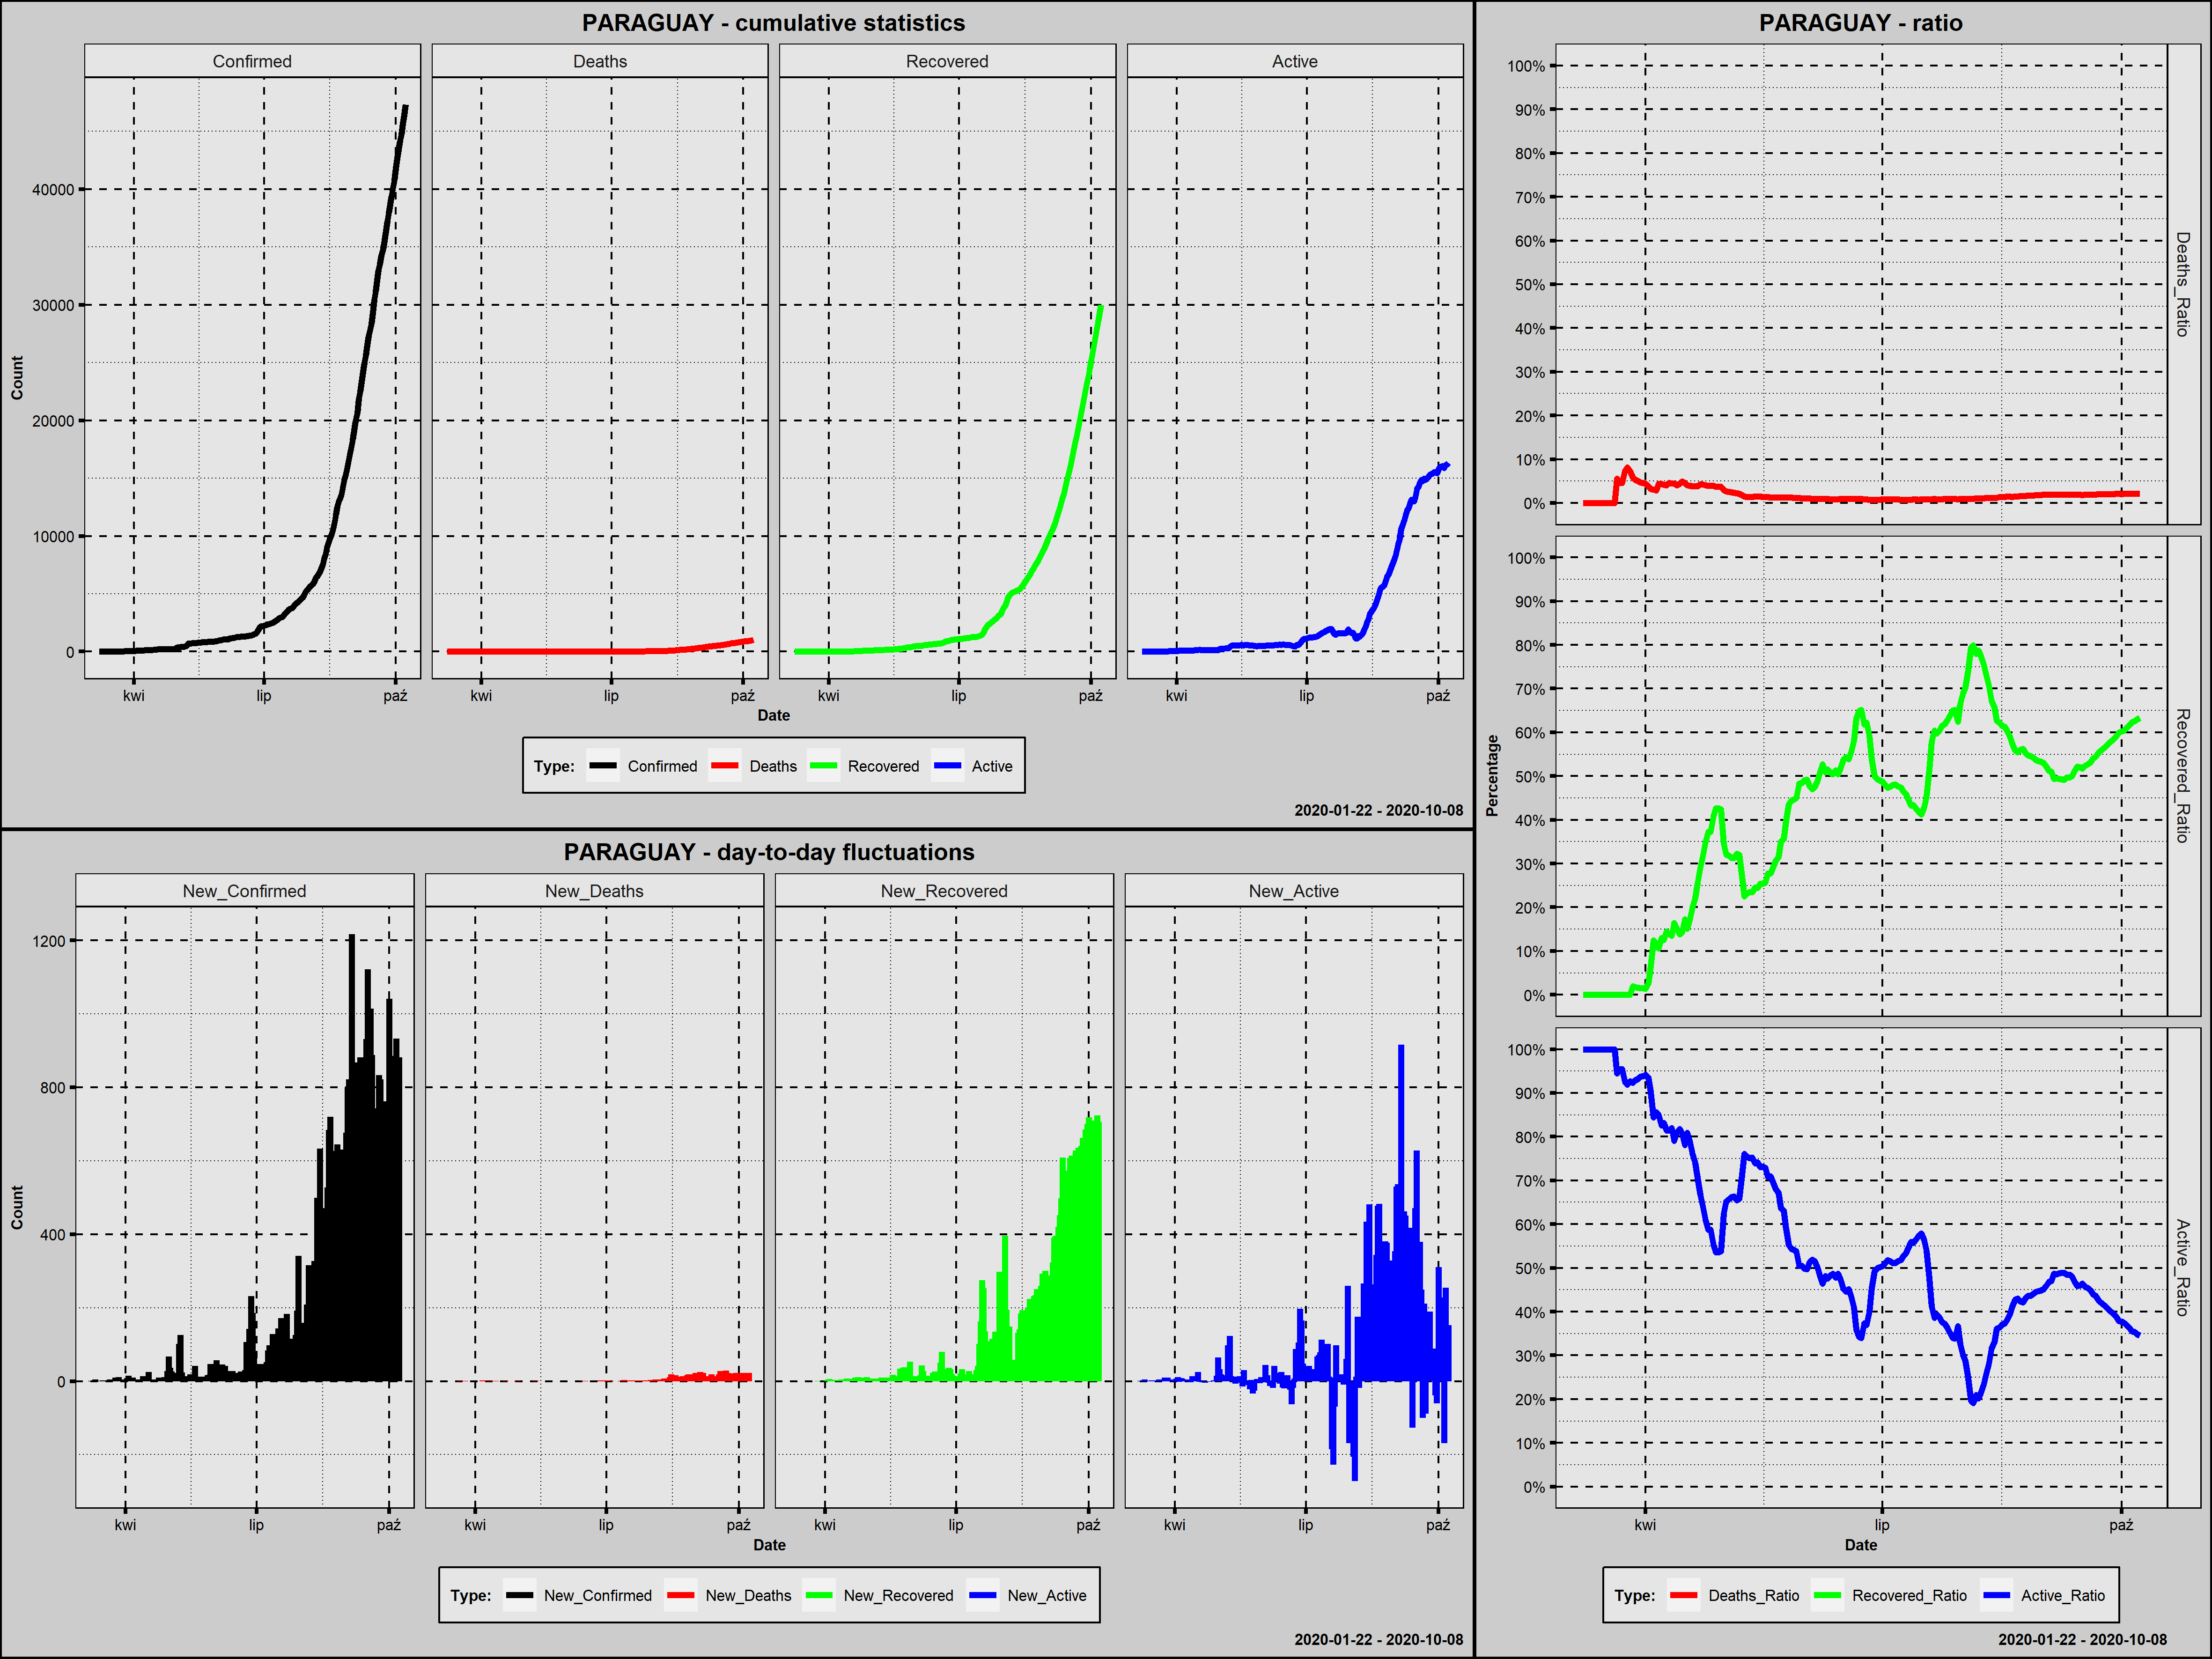 PARAGUAY - cumulative statistics
Confirmed Deaths Recovered Active
Count
40000
30000
20000
10000
0
kwi lip paź kwi lip paź kwi lip paź kwi lip paź
Date
Type: Confirmed Deaths Recovered Active
2020-01-22 - 2020-10-08
PARAGUAY - day-to-day fluctuations
New_Confirmed New_Deaths New_Recovered New_Active
Count
1200
800
400
0
kwi lip paź kwi lip paź kwi lip paź kwi lip paź
Date
Type: New_Confirmed New_Deaths New_Recovered New_Active
2020-01-22 - 2020-10-08
PARAGUAY - ratio
Percentage
100%
90%
80%
70%
60%
50%
40%
30%
20%
10%
0%
Deaths_Ratio
100%
90%
80%
70%
60%
50%
40%
30%
20%
10%
0%
Recovered_Ratio
100%
90%
80%
70%
60%
50%
40%
30%
20%
10%
0%
Active_Ratio
kwi lip paź
Date
Type: Deaths_Ratio Recovered_Ratio Active_Ratio
2020-01-22 - 2020-10-08